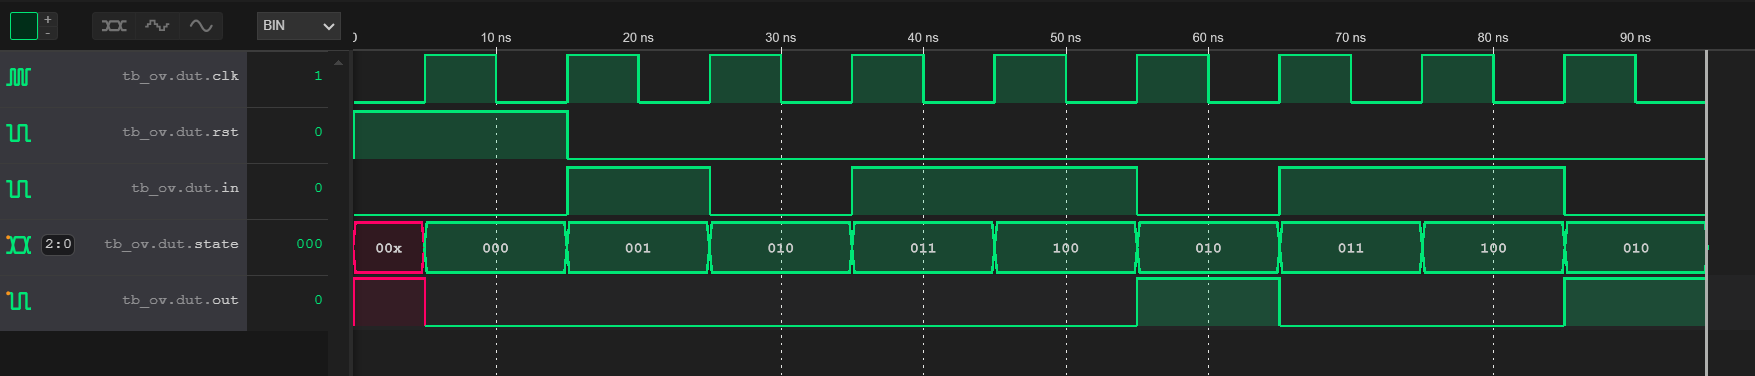 +
-
BIN
10 ns 20 ns 30 ns 40 ns 50 ns 60 ns 70 ns 80 ns 90 ns
tb_ov.dut.clk 1
tb_ov.dut.rst 0
tb_ov.dut.in 0
2:0 tb_ov.dut.state 000 00x 000 001 010 011 100 010 011 100 010
tb_ov.dut.out 0